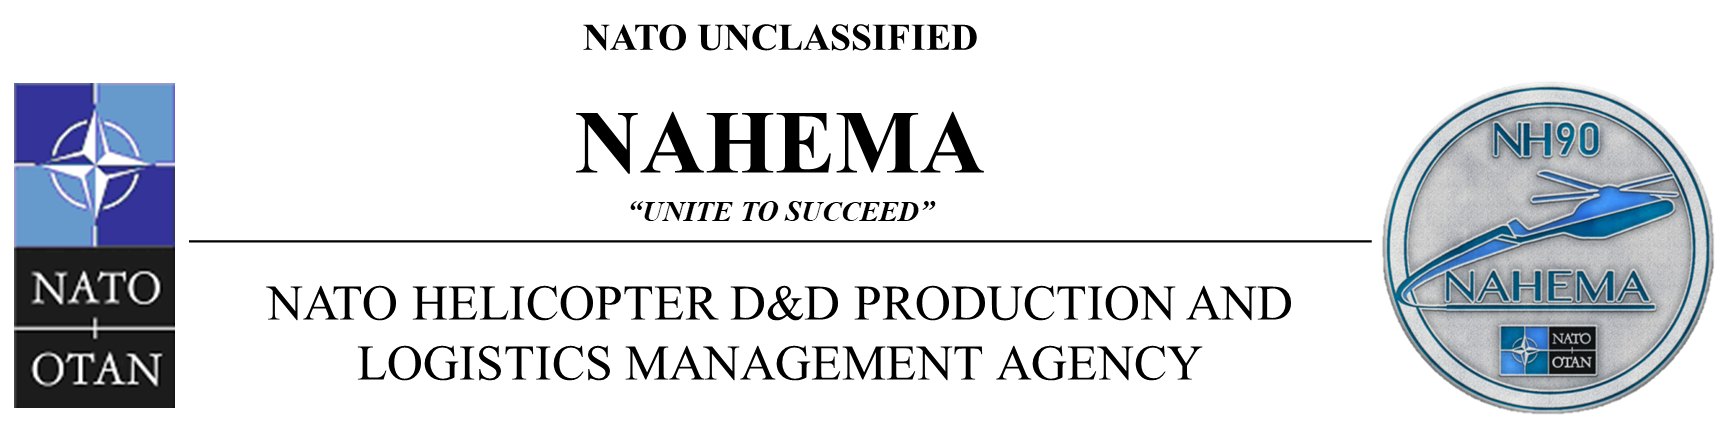 NATO UNCLASSIFIED
NATO
OTAN
NAHEMA
“UNITE TO SUCCEED”
NATO HELICOPTER D&D PRODUCTION AND
LOGISTICS MANAGEMENT AGENCY
NH90
NAHEMA
NATO
OTAN